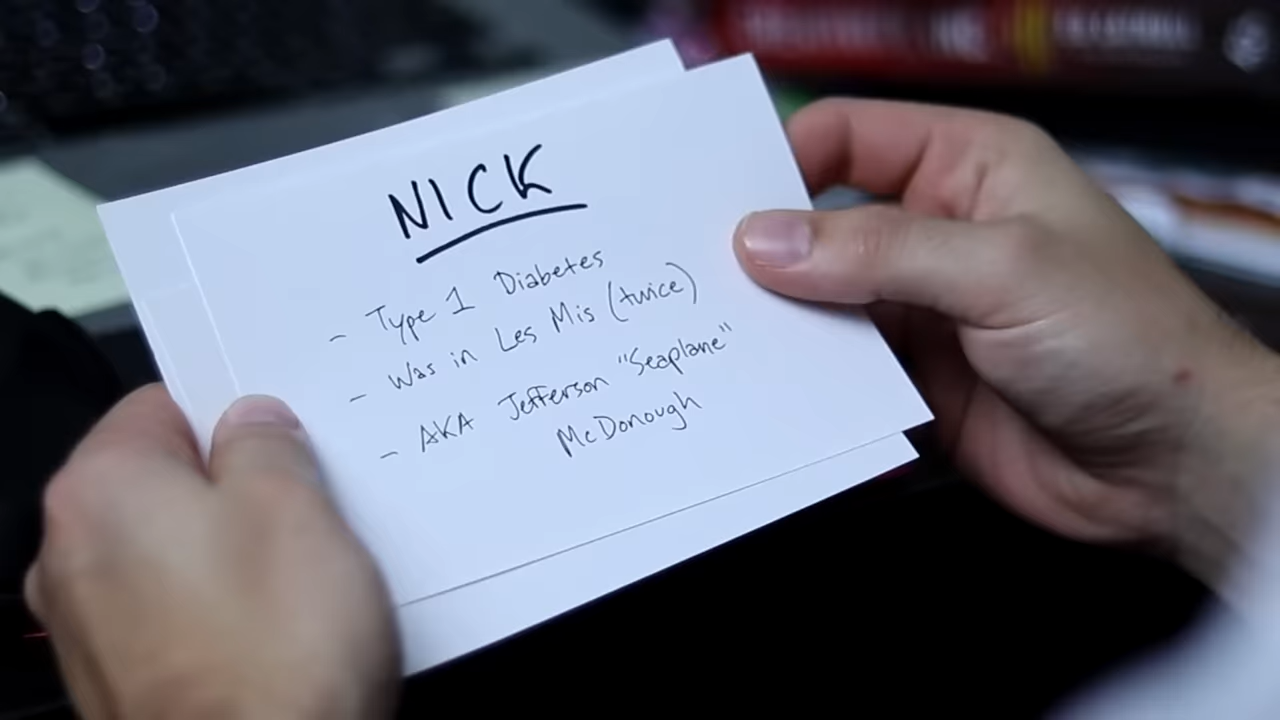 NICK
- Type 1 Diabetes
- Was in Les Mis (twice)
- AKA Jefferson "Seaplane"
McDonough